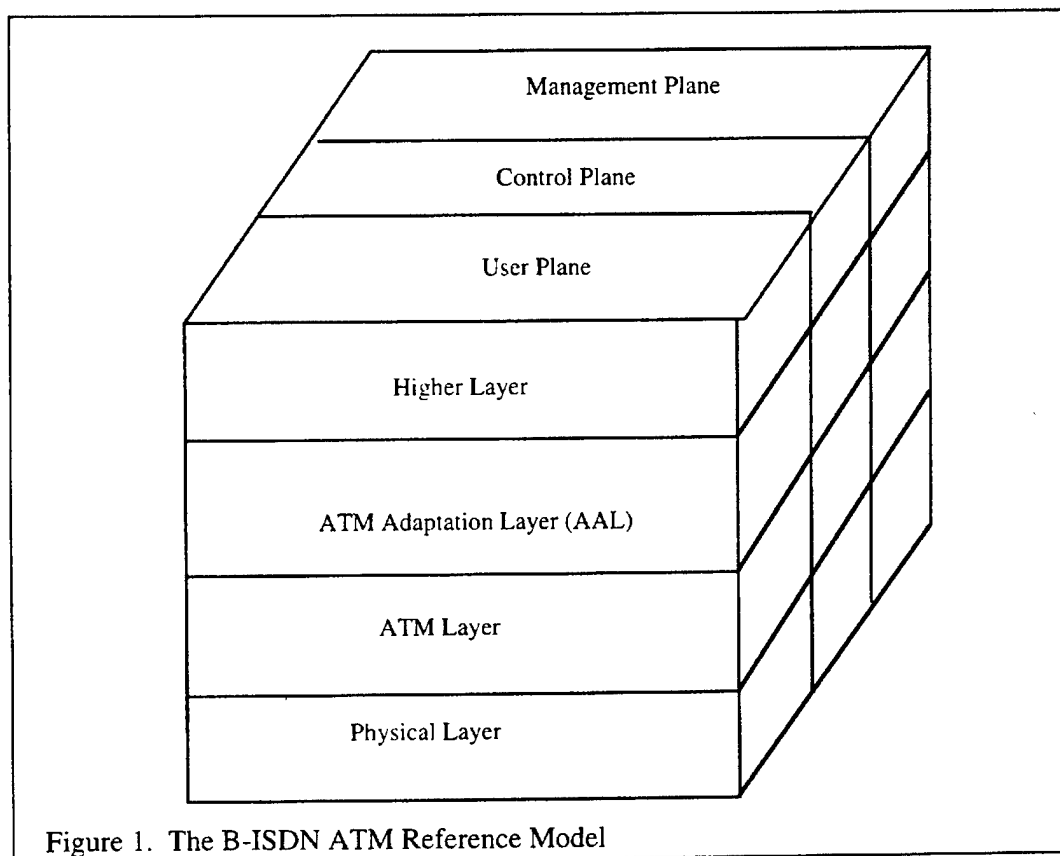 Management Plane
Control Plane
User Plane
Higher Layer
ATM Adaptation Layer (AAL)
ATM Layer
Physical Layer
Figure 1. The B-ISDN ATM Reference Model